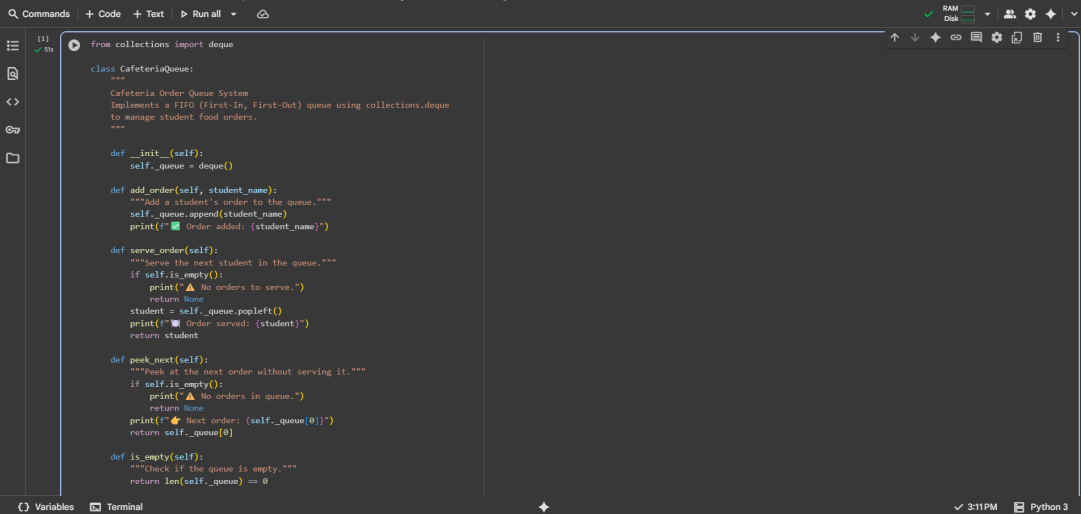 Commands + Code + Text Run all
RAM
Disk
[1]
51s
from collections import deque
class CafeteriaQueue:
"""
Cafeteria Order Queue System
Implements a FIFO (First-In, First-Out) queue using collections.deque
to manage student food orders.
"""
def __init__(self):
self._queue = deque()
def add_order(self, student_name):
"""Add a student's order to the queue."""
self._queue.append(student_name)
print(f"✅ Order added: {student_name}")
def serve_order(self):
"""Serve the next student in the queue."""
if self.is_empty():
print("⚠️ No orders to serve.")
return None
student = self._queue.popleft()
print(f"🍽️ Order served: {student}")
return student
def peek_next(self):
"""Peek at the next order without serving it."""
if self.is_empty():
print("⚠️ No orders in queue.")
return None
print(f"👉 Next order: {self._queue[0]}")
return self._queue[0]
def is_empty(self):
"""Check if the queue is empty."""
return len(self._queue) == 0
Variables Terminal
3:11 PM Python 3